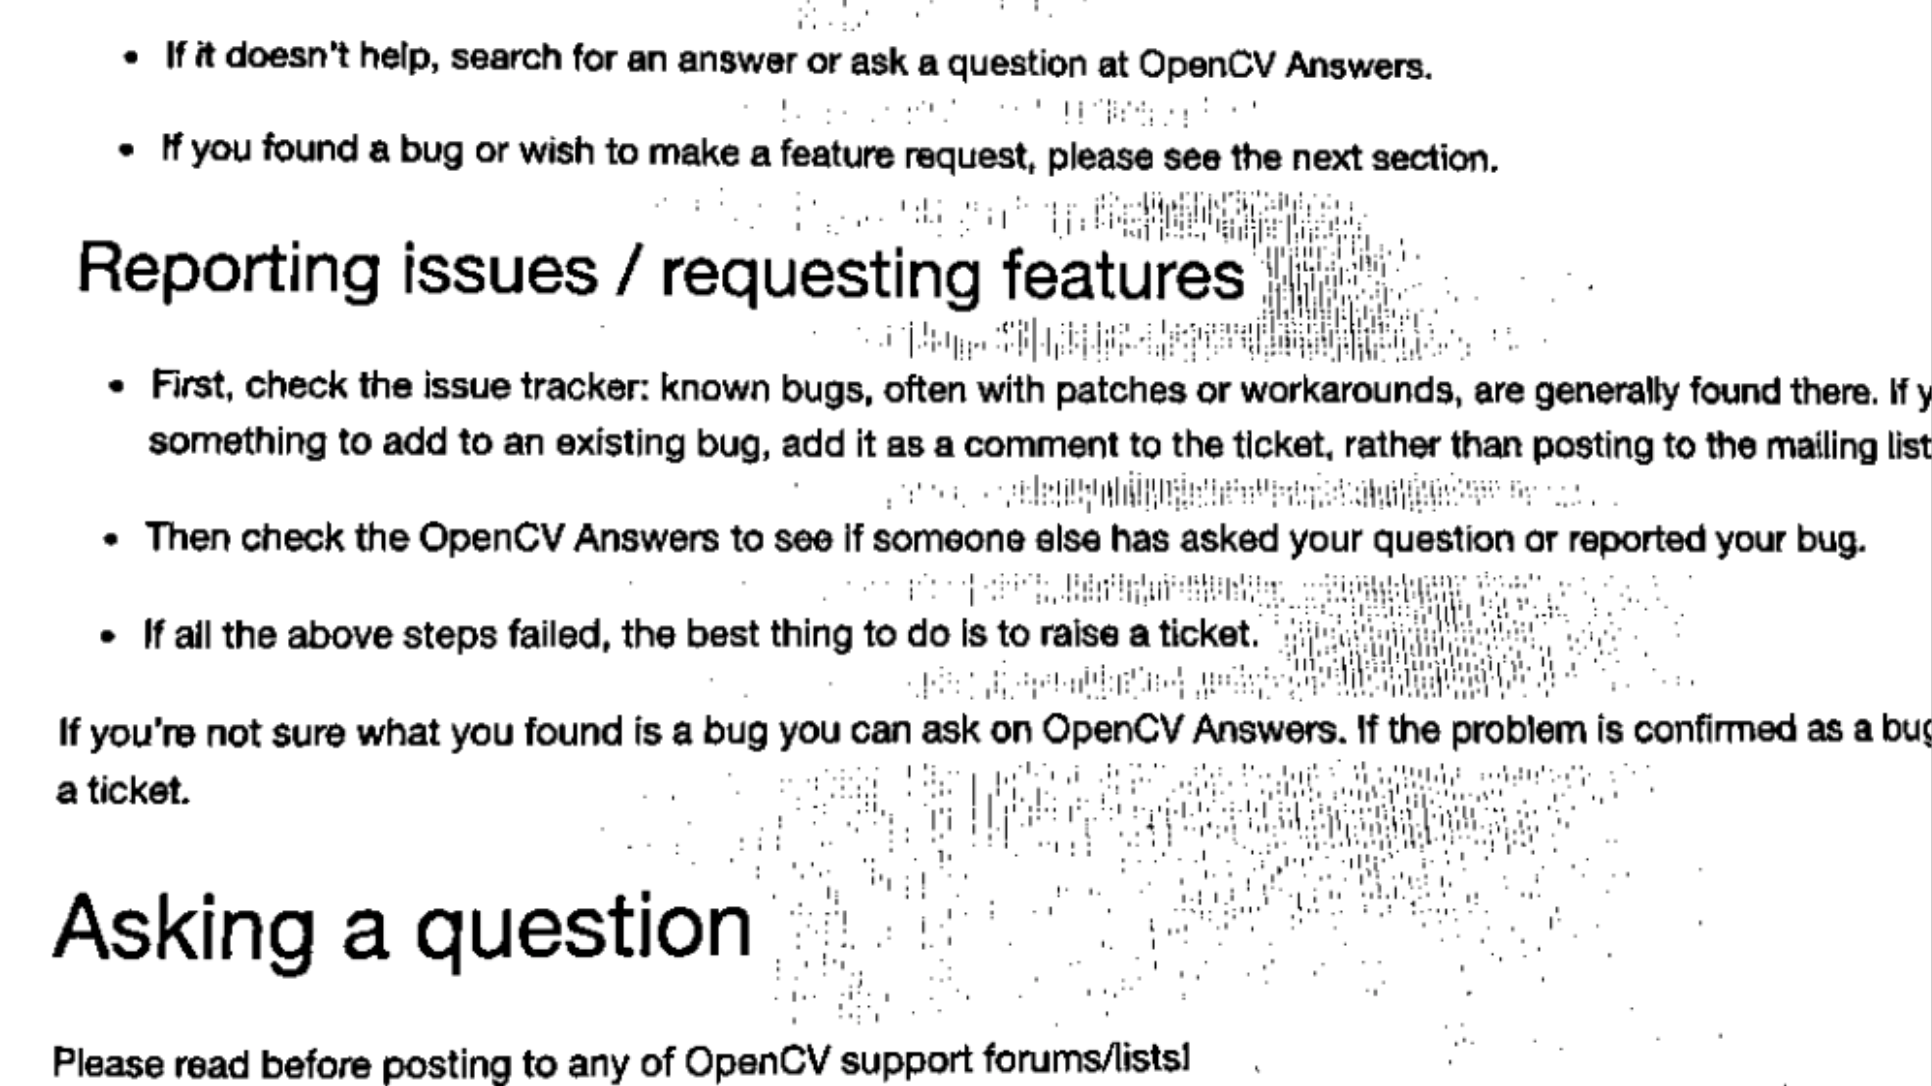 • If it doesn't help, search for an answer or ask a question at OpenCV Answers.
• If you found a bug or wish to make a feature request, please see the next section.
Reporting issues / requesting features
• First, check the issue tracker: known bugs, often with patches or workarounds, are generally found there. If y
something to add to an existing bug, add it as a comment to the ticket, rather than posting to the mailing list
• Then check the OpenCV Answers to see if someone else has asked your question or reported your bug.
• If all the above steps failed, the best thing to do is to raise a ticket.
If you're not sure what you found is a bug you can ask on OpenCV Answers. If the problem is confirmed as a bug
a ticket.
Asking a question
Please read before posting to any of OpenCV support forums/lists!